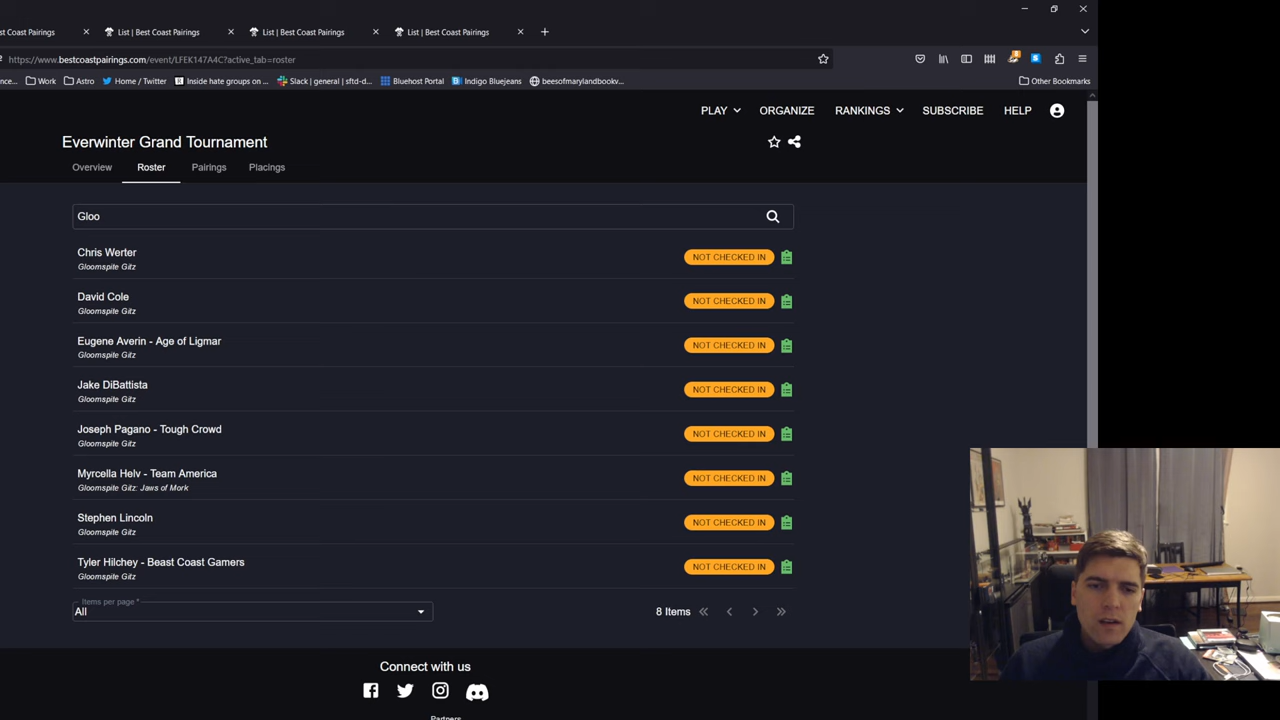 st Coast Pairings
List | Best Coast Pairings
List | Best Coast Pairings
List | Best Coast Pairings
https://www.bestcoastpairings.com/event/LFEK147A4C?active_tab=roster
nce...
Work
Astro
Home / Twitter
Inside hate groups on ...
Slack | general | sftd-d...
Bluehost Portal
Indigo Bluejeans
beesofmarylandbookv...
Other Bookmarks
PLAY
ORGANIZE
RANKINGS
SUBSCRIBE
HELP
Everwinter Grand Tournament
Overview
Roster
Pairings
Placings
Gloo
Chris Werter
Gloomspite Gitz
NOT CHECKED IN
David Cole
Gloomspite Gitz
NOT CHECKED IN
Eugene Averin - Age of Ligmar
Gloomspite Gitz
NOT CHECKED IN
Jake DiBattista
Gloomspite Gitz
NOT CHECKED IN
Joseph Pagano - Tough Crowd
Gloomspite Gitz
NOT CHECKED IN
Myrcella Helv - Team America
Gloomspite Gitz: Jaws of Mork
NOT CHECKED IN
Stephen Lincoln
Gloomspite Gitz
NOT CHECKED IN
Tyler Hilchey - Beast Coast Gamers
Gloomspite Gitz
NOT CHECKED IN
Items per page *
All
8 Items
Connect with us
Partners